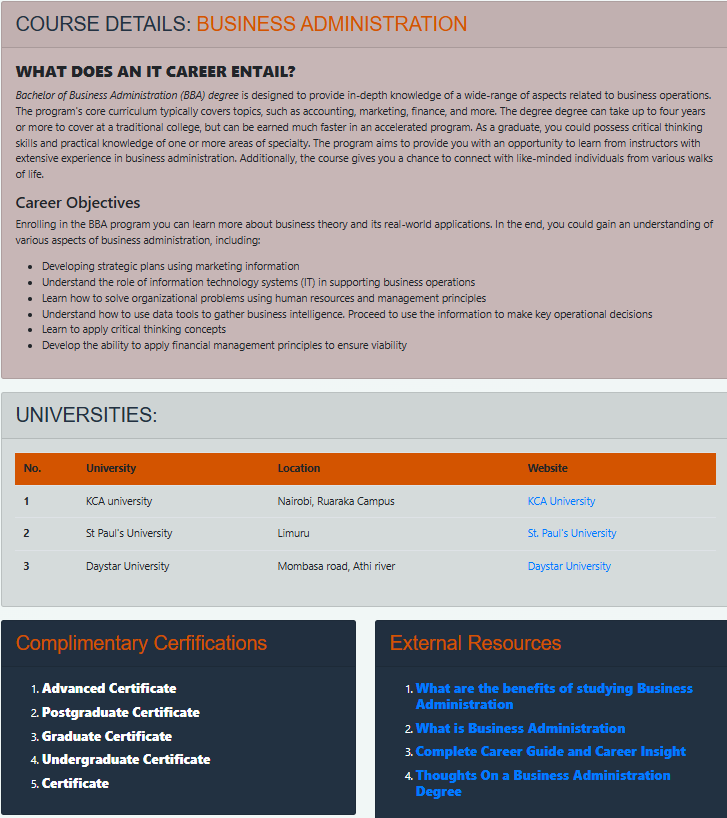 COURSE DETAILS: BUSINESS ADMINISTRATION
WHAT DOES AN IT CAREER ENTAIL?
Bachelor of Business Administration (BBA) degree is designed to provide in-depth knowledge of a wide-range of aspects related to business operations.
The program's core curriculum typically covers topics, such as accounting, marketing, finance, and more. The degree degree can take up to four years
or more to cover at a traditional college, but can be earned much faster in an accelerated program. As a graduate, you could possess critical thinking
skills and practical knowledge of one or more areas of specialty. The program aims to provide you with an opportunity to learn from instructors with
extensive experience in business administration. Additionally, the course gives you a chance to connect with like-minded individuals from various walks
of life.
Career Objectives
Enrolling in the BBA program you can learn more about business theory and its real-world applications. In the end, you could gain an understanding of
various aspects of business administration, including:
• Developing strategic plans using marketing information
• Understand the role of information technology systems (IT) in supporting business operations
• Learn how to solve organizational problems using human resources and management principles
• Understand how to use data tools to gather business intelligence. Proceed to use the information to make key operational decisions
• Learn to apply critical thinking concepts
• Develop the ability to apply financial management principles to ensure viability
UNIVERSITIES:
No. University Location Website
1 KCA university Nairobi, Ruaraka Campus KCA University
2 St Paul's University Limuru St. Paul's University
3 Daystar University Mombasa road, Athi river Daystar University
Complimentary Cerfifications
1. Advanced Certificate
2. Postgraduate Certificate
3. Graduate Certificate
4. Undergraduate Certificate
5. Certificate
External Resources
1. What are the benefits of studying Business
Administration
2. What is Business Administration
3. Complete Career Guide and Career Insight
4. Thoughts On a Business Administration
Degree